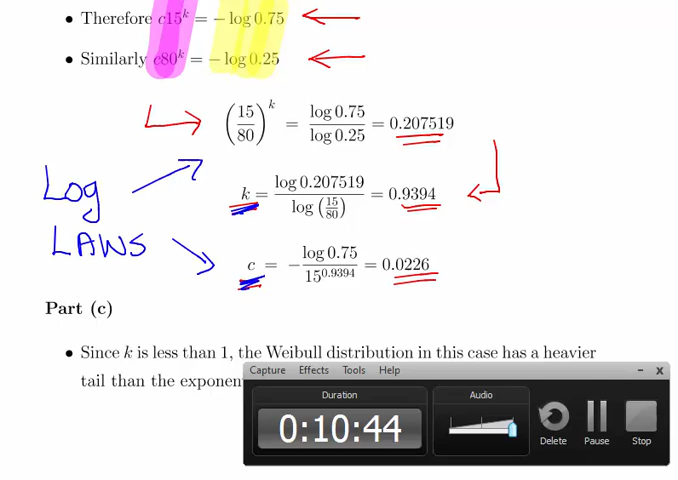 • Therefore c15^k = − log 0.75
• Similarly c80^k = − log 0.25
(15/80)^k = log 0.75 / log 0.25 = 0.207519
k = log 0.207519 / log (15/80) = 0.9394
LOG
LAWS
c = − log 0.75 / 15^0.9394 = 0.0226
Part (c)
• Since k is less than 1, the Weibull distribution in this case has a heavier
tail than the exponen
Capture Effects Tools Help – x
Duration Audio
0:10:44
Delete Pause Stop